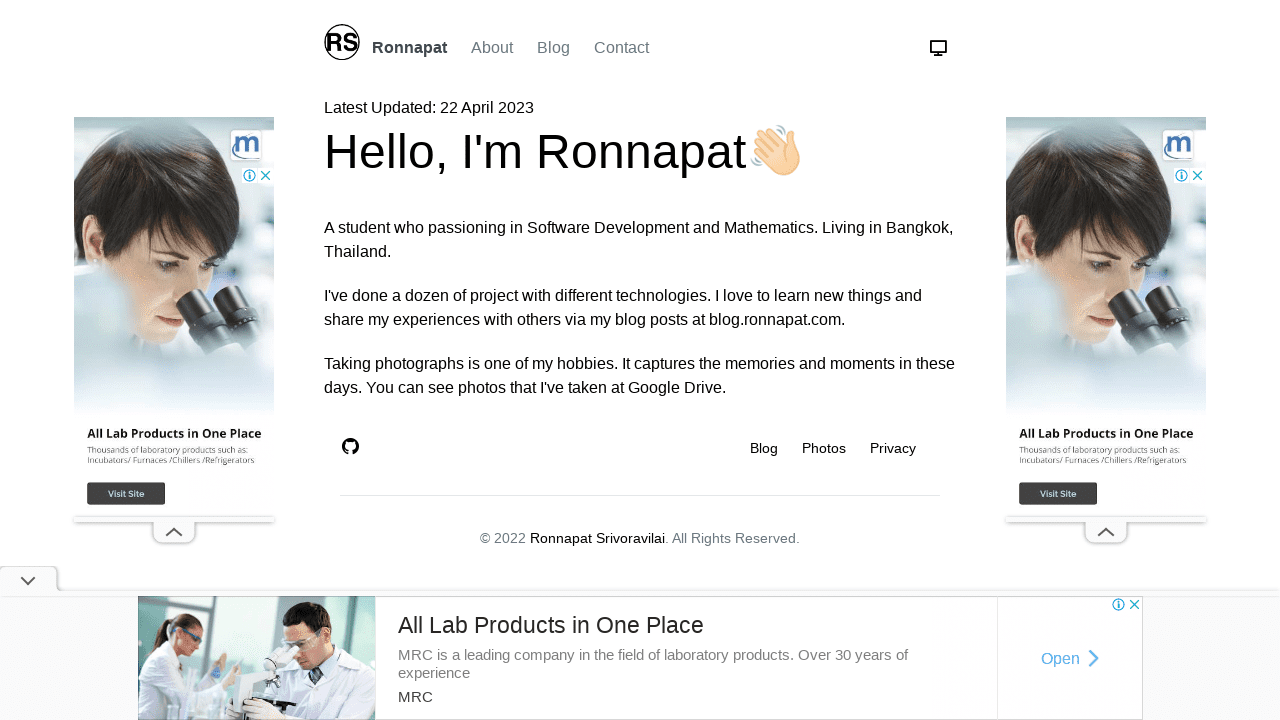 RS Ronnapat About Blog Contact
Latest Updated: 22 April 2023
Hello, I'm Ronnapat👋🏻
A student who passioning in Software Development and Mathematics. Living in Bangkok,
Thailand.
I've done a dozen of project with different technologies. I love to learn new things and
share my experiences with others via my blog posts at blog.ronnapat.com.
Taking photographs is one of my hobbies. It captures the memories and moments in these
days. You can see photos that I've taken at Google Drive.
Blog Photos Privacy
© 2022 Ronnapat Srivoravilai. All Rights Reserved.
m
All Lab Products in One Place
Thousands of laboratory products such as:
Incubators/ Furnaces /Chillers /Refrigerators
Visit Site
m
All Lab Products in One Place
Thousands of laboratory products such as:
Incubators/ Furnaces /Chillers /Refrigerators
Visit Site
All Lab Products in One Place
MRC is a leading company in the field of laboratory products. Over 30 years of
experience
MRC
Open